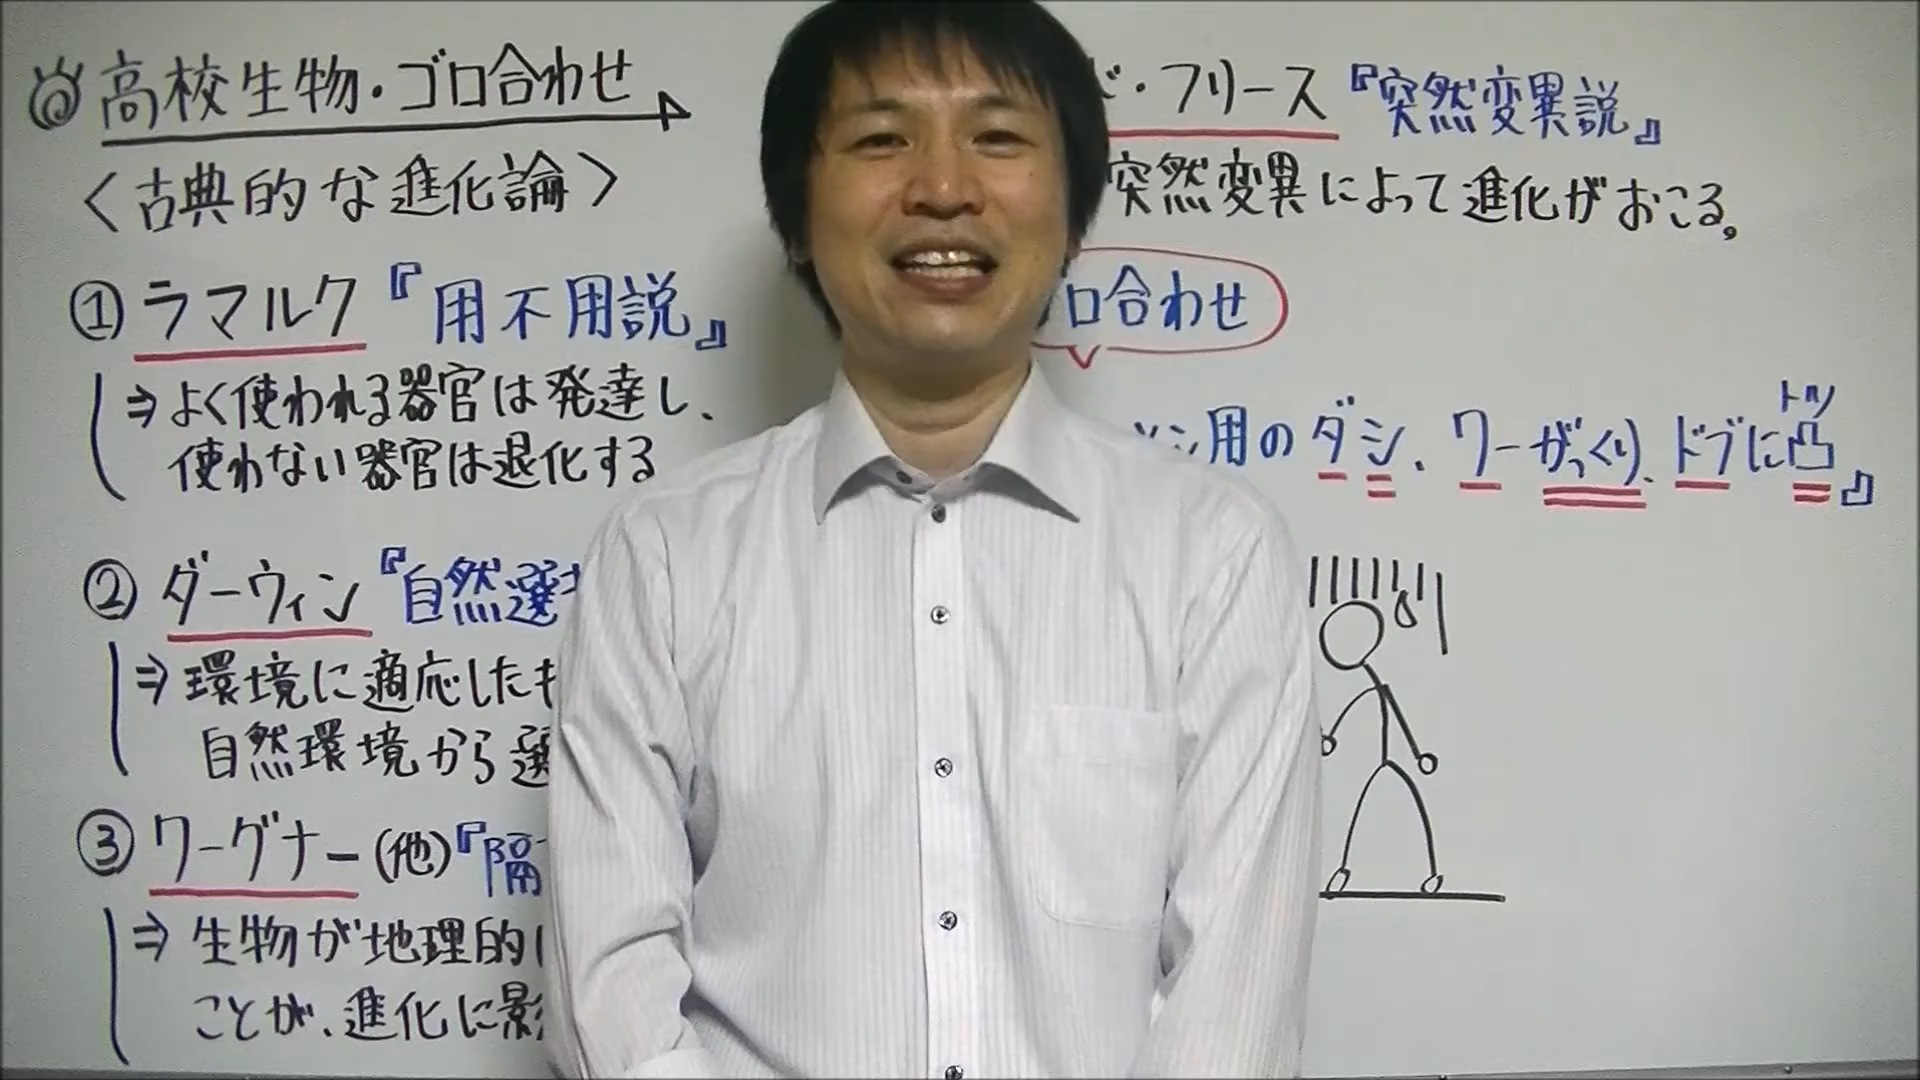 高校生物・ゴロ合わせ
<古典的な進化論>
① ラマルク『用不用説』
⇒よく使われる器官は発達し、
使わない器官は退化する
② ダーウィン『自然選
⇒環境に適応した
自然環境から選
③ ワーグナー(他)『隔
⇒生物が地理的に
ことが、進化に影
ド・フリース『突然変異説』
突然変異によって進化がおこる。
ロ合わせ
用のダシ、ワーがっくり、ドブに凸』
トツ